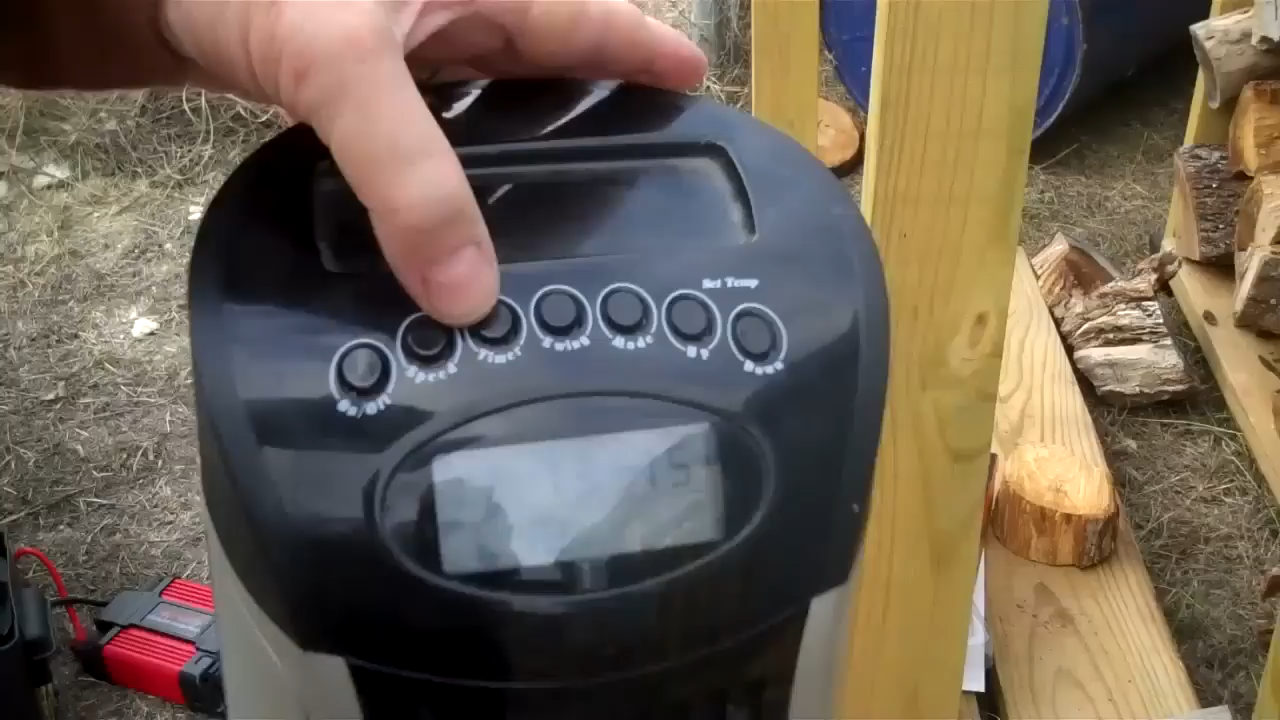 Set Temp
On/Off
Speed
Timer
Swing
Mode
Up
Down